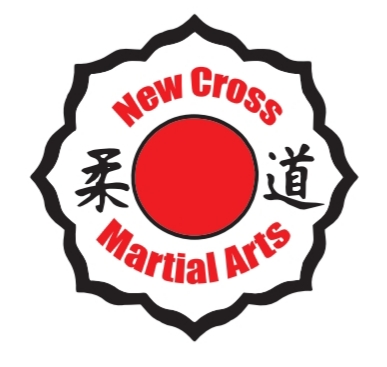 New Cross
柔 道
Martial Arts